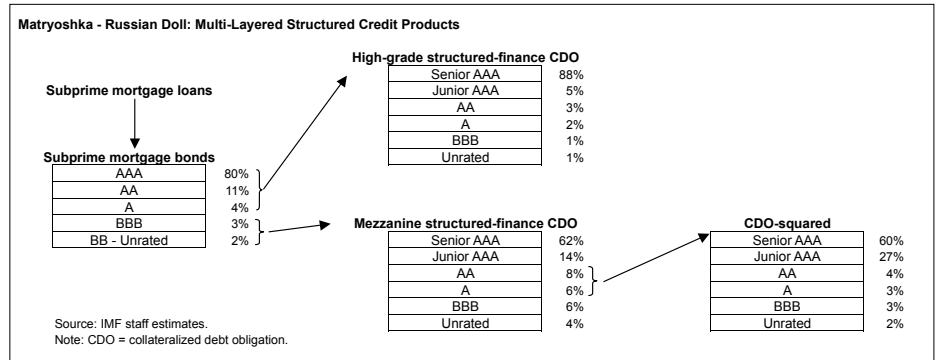 Matryoshka - Russian Doll: Multi-Layered Structured Credit Products
High-grade structured-finance CDO
Senior AAA 88%
Junior AAA 5%
AA 3%
A 2%
BBB 1%
Unrated 1%
Subprime mortgage loans
Subprime mortgage bonds
AAA 80%
AA 11%
A 4%
BBB 3%
BB - Unrated 2%
Mezzanine structured-finance CDO
Senior AAA 62%
Junior AAA 14%
AA 8%
A 6%
BBB 6%
Unrated 4%
CDO-squared
Senior AAA 60%
Junior AAA 27%
AA 4%
A 3%
BBB 3%
Unrated 2%
Source: IMF staff estimates.
Note: CDO = collateralized debt obligation.